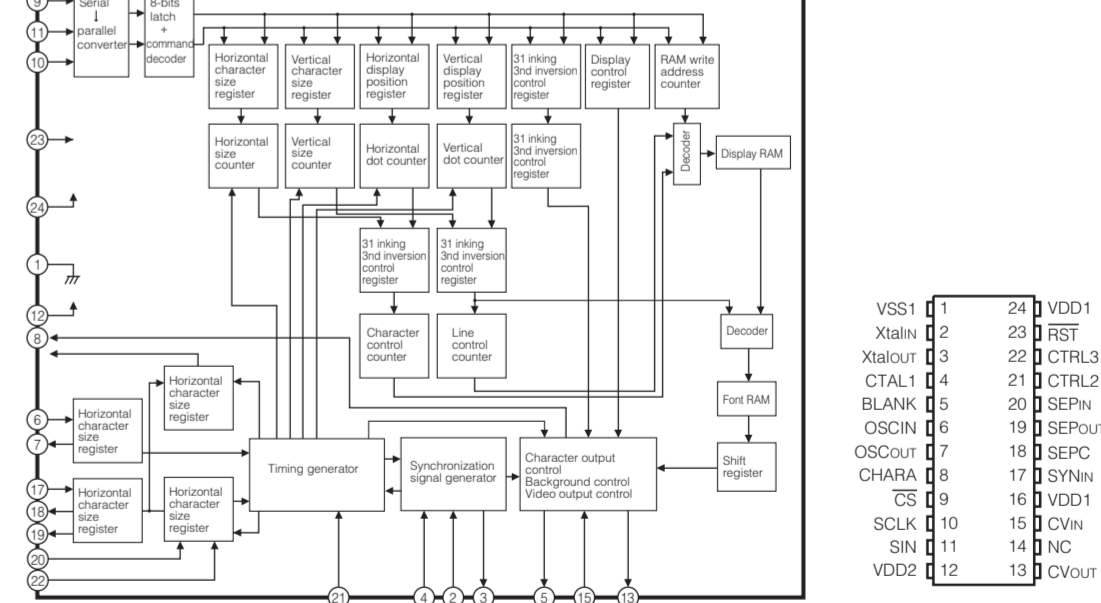 9
Serial
↓
parallel
converter
8-bits
latch
+
command
decoder
11
10
Horizontal
character
size
register
Vertical
character
size
register
Horizontal
display
position
register
Vertical
display
position
register
31 inking
3nd inversion
control
register
Display
control
register
RAM write
address
counter
23
Horizontal
size
counter
Vertical
size
counter
Horizontal
dot counter
Vertical
dot counter
31 inking
3nd inversion
control
register
Decoder
Display RAM
24
1
31 inking
3nd inversion
control
register
31 inking
3nd inversion
control
register
12
8
Character
control
counter
Line
control
counter
Decoder
Horizontal
character
size
register
Font RAM
6
7
Horizontal
character
size
register
Timing generator
Synchronization
signal generator
Character output
control
Background control
Video output control
Shift
register
17
18
19
Horizontal
character
size
register
Horizontal
character
size
register
20
22
21
4
2
3
5
15
13
VSS1 1 24 VDD1
XtalIN 2 23 RST
XtalOUT 3 22 CTRL3
CTAL1 4 21 CTRL2
BLANK 5 20 SEPIN
OSCIN 6 19 SEPOUT
OSCOUT 7 18 SEPC
CHARA 8 17 SYNIN
CS 9 16 VDD1
SCLK 10 15 CVIN
SIN 11 14 NC
VDD2 12 13 CVOUT